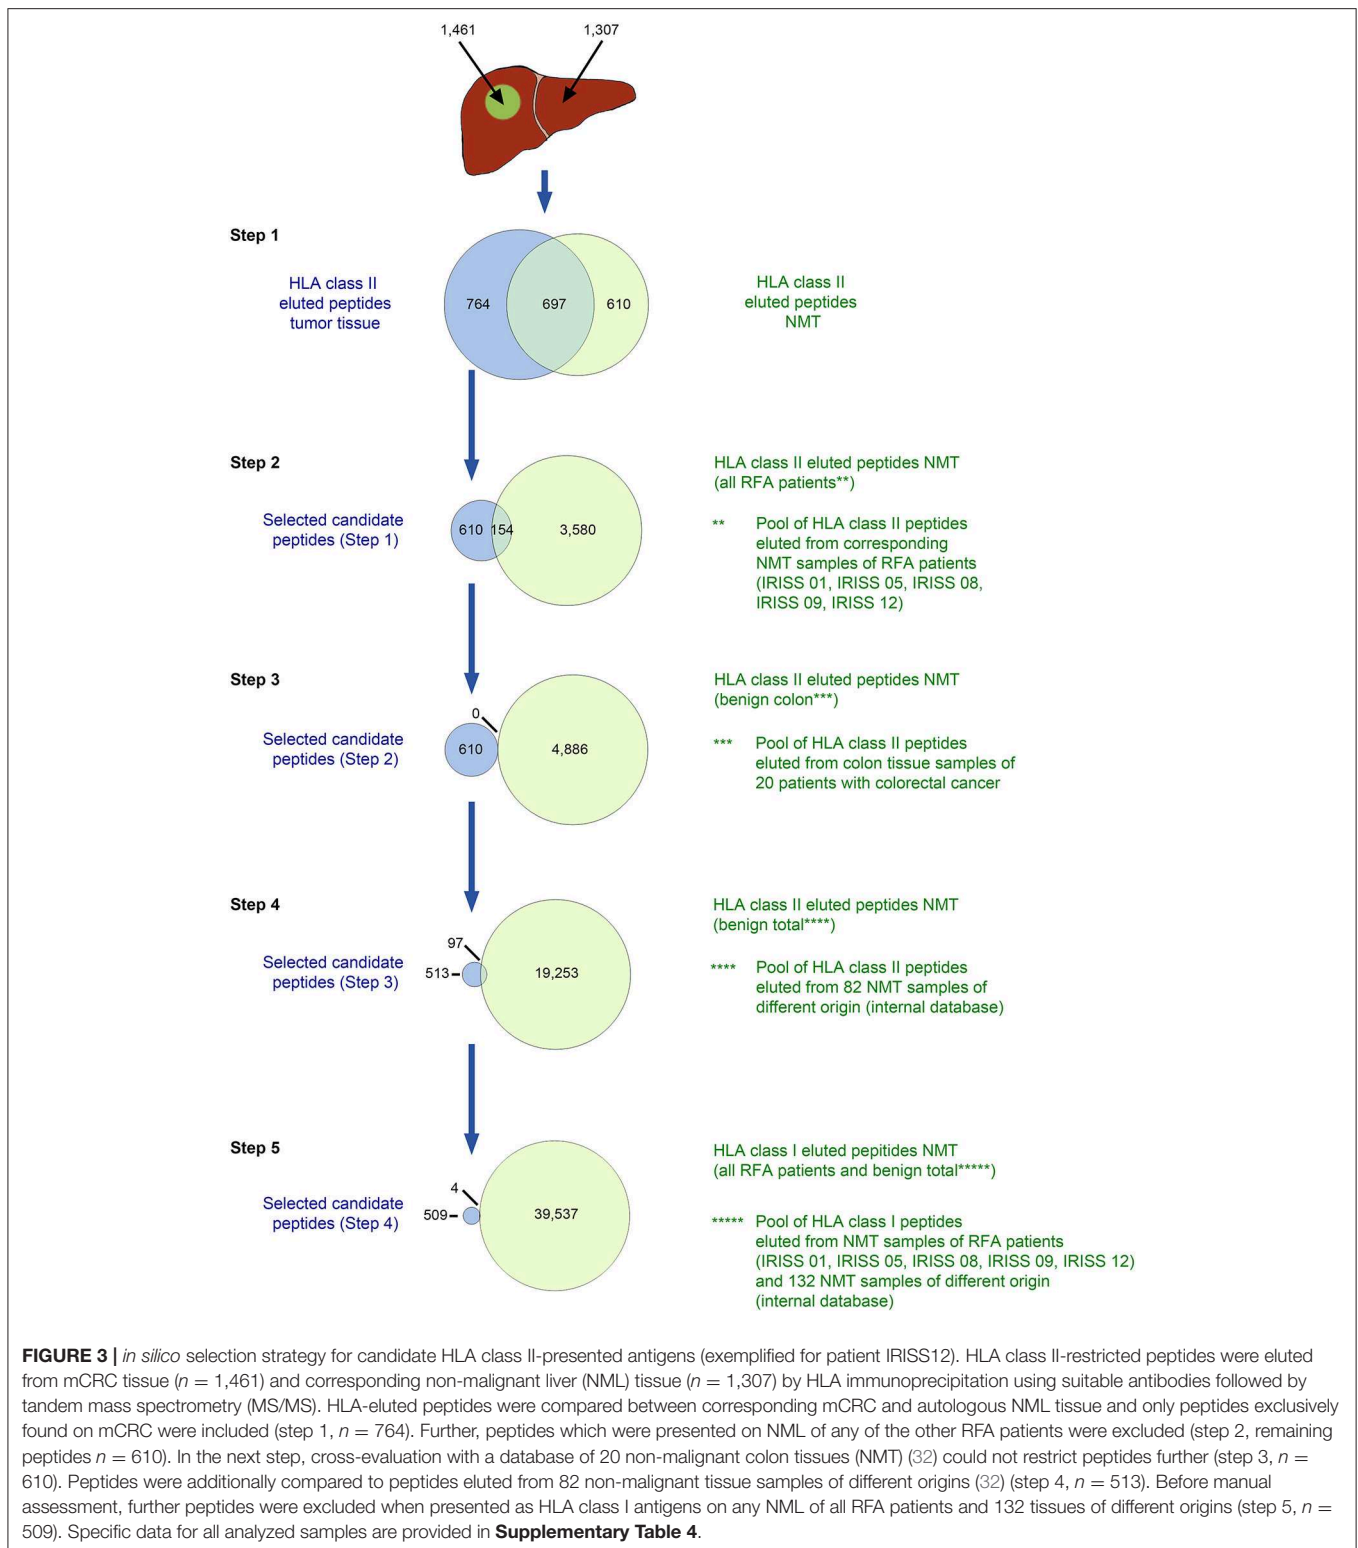 1,461 1,307
Step 1
HLA class II
eluted peptides
tumor tissue
764 697 610
HLA class II
eluted peptides
NMT
Step 2
Selected candidate
peptides (Step 1)
610 154 3,580
HLA class II eluted peptides NMT
(all RFA patients**)
** Pool of HLA class II peptides
eluted from corresponding
NMT samples of RFA patients
(IRISS 01, IRISS 05, IRISS 08,
IRISS 09, IRISS 12)
Step 3
Selected candidate
peptides (Step 2)
0
610 4,886
HLA class II eluted peptides NMT
(benign colon***)
*** Pool of HLA class II peptides
eluted from colon tissue samples of
20 patients with colorectal cancer
Step 4
Selected candidate
peptides (Step 3)
97
513 19,253
HLA class II eluted peptides NMT
(benign total****)
**** Pool of HLA class II peptides
eluted from 82 NMT samples of
different origin (internal database)
Step 5
Selected candidate
peptides (Step 4)
4
509 39,537
HLA class I eluted pepitides NMT
(all RFA patients and benign total*****)
***** Pool of HLA class I peptides
eluted from NMT samples of RFA patients
(IRISS 01, IRISS 05, IRISS 08, IRISS 09, IRISS 12)
and 132 NMT samples of different origin
(internal database)
FIGURE 3 | in silico selection strategy for candidate HLA class II-presented antigens (exemplified for patient IRISS12). HLA class II-restricted peptides were eluted
from mCRC tissue (n = 1,461) and corresponding non-malignant liver (NML) tissue (n = 1,307) by HLA immunoprecipitation using suitable antibodies followed by
tandem mass spectrometry (MS/MS). HLA-eluted peptides were compared between corresponding mCRC and autologous NML tissue and only peptides exclusively
found on mCRC were included (step 1, n = 764). Further, peptides which were presented on NML of any of the other RFA patients were excluded (step 2, remaining
peptides n = 610). In the next step, cross-evaluation with a database of 20 non-malignant colon tissues (NMT) (32) could not restrict peptides further (step 3, n =
610). Peptides were additionally compared to peptides eluted from 82 non-malignant tissue samples of different origins (32) (step 4, n = 513). Before manual
assessment, further peptides were excluded when presented as HLA class I antigens on any NML of all RFA patients and 132 tissues of different origins (step 5, n =
509). Specific data for all analyzed samples are provided in Supplementary Table 4.